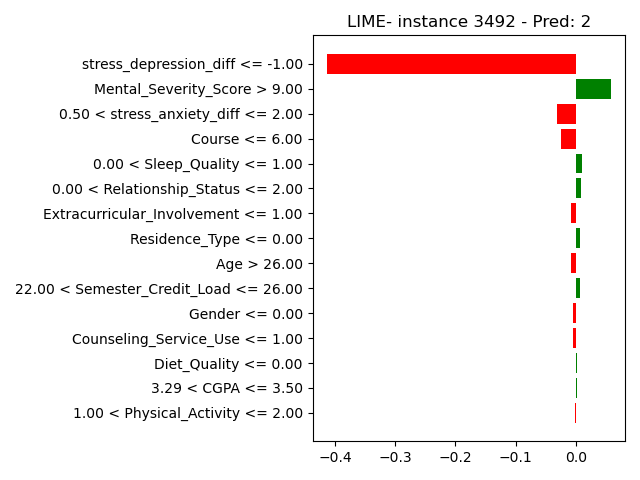 LIME- instance 3492 - Pred: 2
stress_depression_diff <= -1.00
Mental_Severity_Score > 9.00
0.50 < stress_anxiety_diff <= 2.00
Course <= 6.00
0.00 < Sleep_Quality <= 1.00
0.00 < Relationship_Status <= 2.00
Extracurricular_Involvement <= 1.00
Residence_Type <= 0.00
Age > 26.00
22.00 < Semester_Credit_Load <= 26.00
Gender <= 0.00
Counseling_Service_Use <= 1.00
Diet_Quality <= 0.00
3.29 < CGPA <= 3.50
1.00 < Physical_Activity <= 2.00
−0.4 −0.3 −0.2 −0.1 0.0